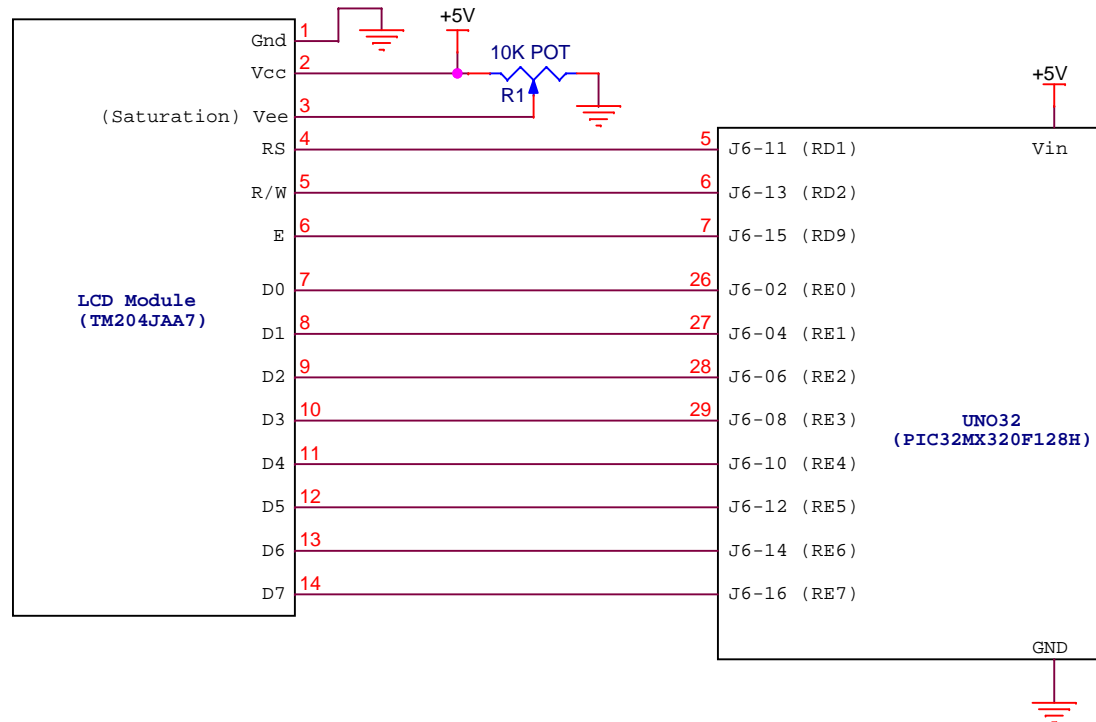 +5V
1
Gnd
2
Vcc
10K POT
R1
+5V
3
(Saturation) Vee
4
RS
5
J6-11 (RD1)
Vin
5
R/W
6
J6-13 (RD2)
6
E
7
J6-15 (RD9)
7
D0
26
J6-02 (RE0)
LCD Module
(TM204JAA7)
8
D1
27
J6-04 (RE1)
9
D2
28
J6-06 (RE2)
10
D3
29
J6-08 (RE3)
UNO32
(PIC32MX320F128H)
11
D4
J6-10 (RE4)
12
D5
J6-12 (RE5)
13
D6
J6-14 (RE6)
14
D7
J6-16 (RE7)
GND